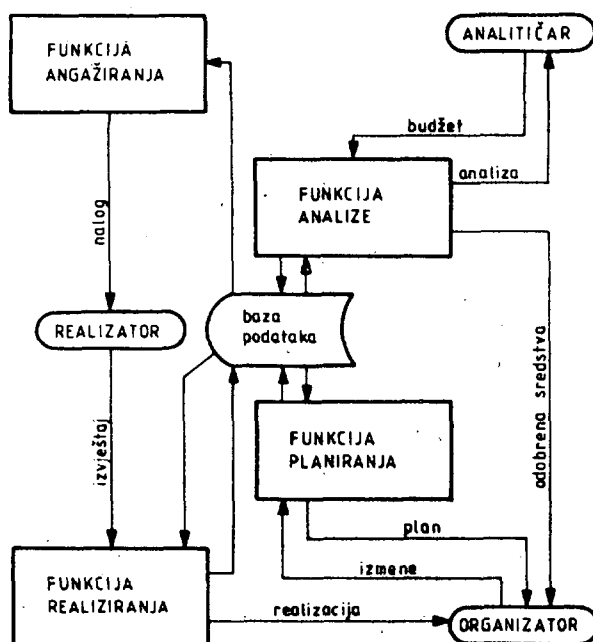 FUNKCIJA
ANGAŽIRANJA
ANALITIČAR
budžet
analiza
FUNKCIJA
ANALIZE
nalog
REALIZATOR
baza
podataka
odobrena sredstva
FUNKCIJA
PLANIRANJA
izvještaj
plan
izmene
FUNKCIJA
REALIZIRANJA
realizacija
ORGANIZATOR